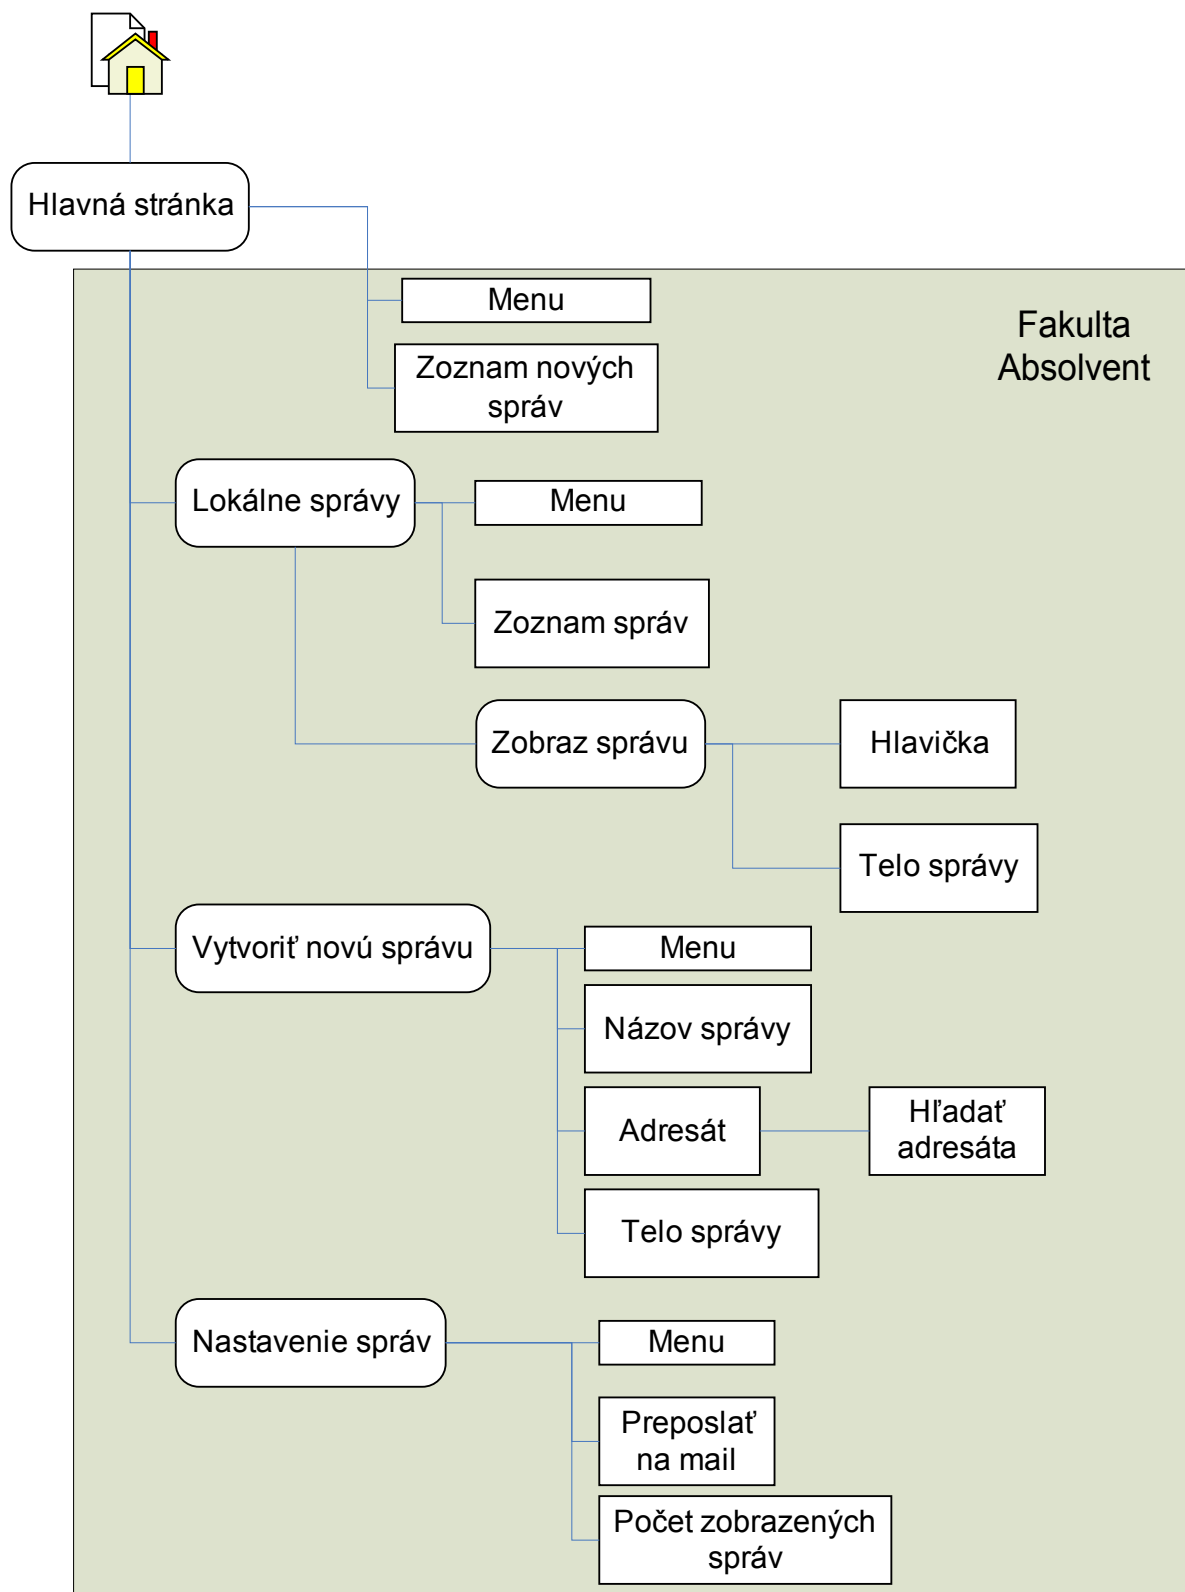 Hlavná stránka
Menu
Fakulta
Absolvent
Zoznam nových
správ
Lokálne správy
Menu
Zoznam správ
Zobraz správu
Hlavička
Telo správy
Vytvoriť novú správu
Menu
Názov správy
Adresát
Hľadať
adresáta
Telo správy
Nastavenie správ
Menu
Preposlať
na mail
Počet zobrazených
správ